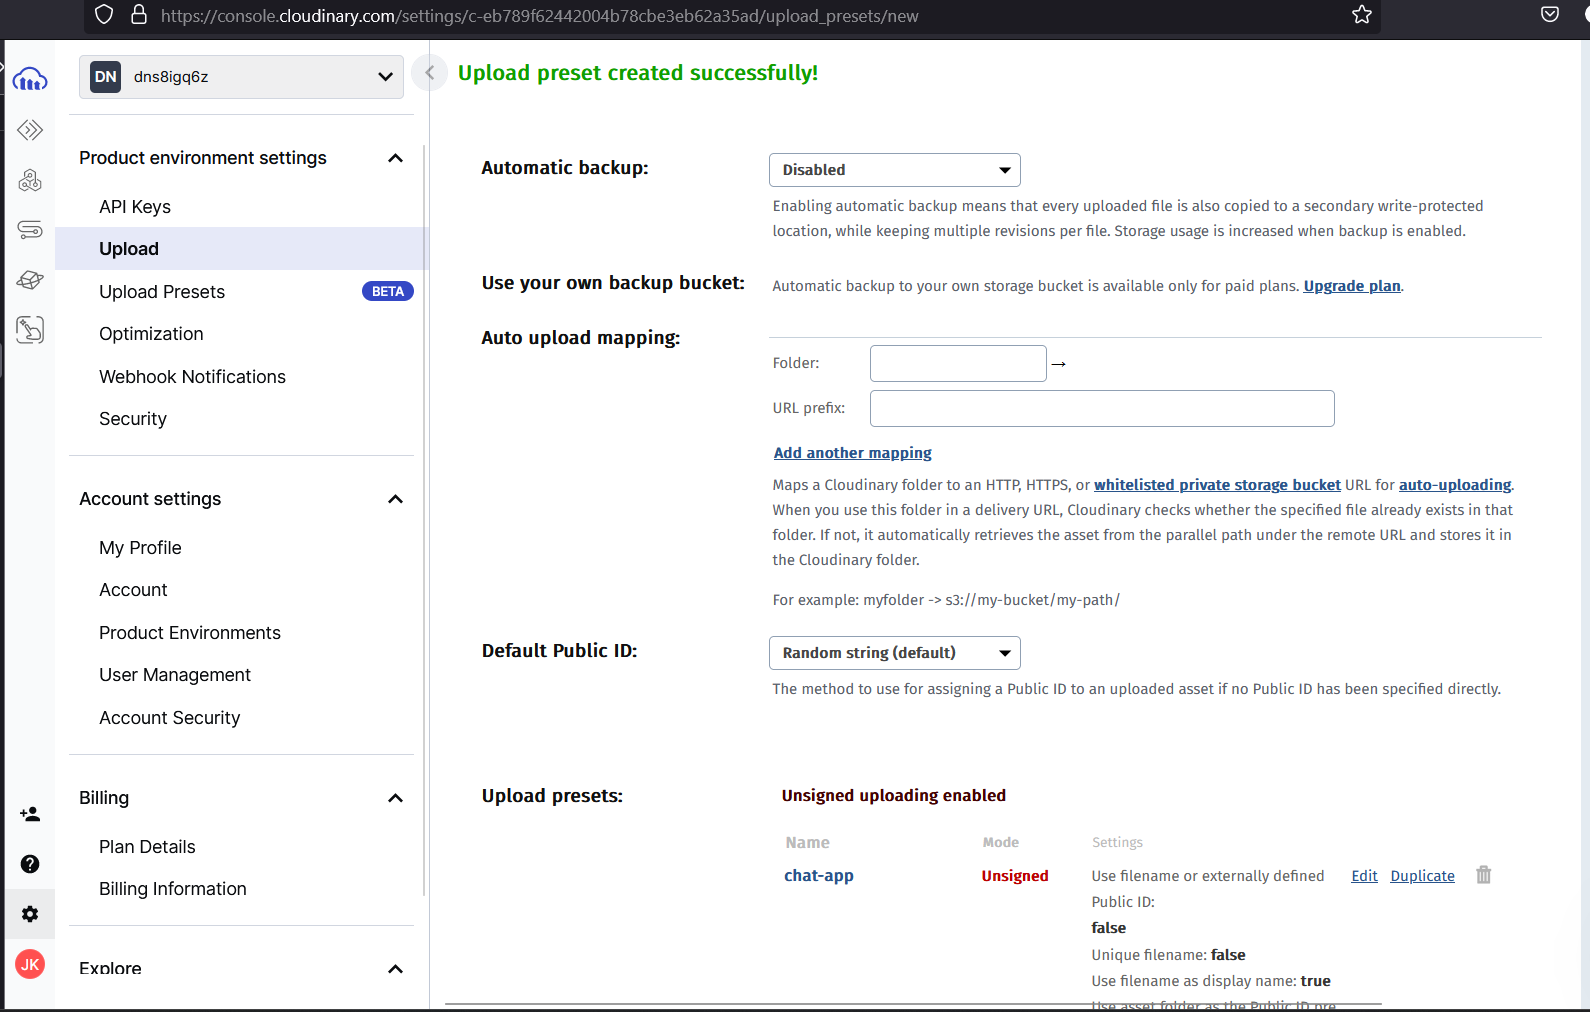 https://console.cloudinary.com/settings/c-eb789f62442004b78cbe3eb62a35ad/upload_presets/new
DN dns8igq6z
Product environment settings
API Keys
Upload
Upload Presets BETA
Optimization
Webhook Notifications
Security
Account settings
My Profile
Account
Product Environments
User Management
Account Security
Billing
Plan Details
Billing Information
Explore
JK
Upload preset created successfully!
Automatic backup: Disabled
Enabling automatic backup means that every uploaded file is also copied to a secondary write-protected
location, while keeping multiple revisions per file. Storage usage is increased when backup is enabled.
Use your own backup bucket: Automatic backup to your own storage bucket is available only for paid plans. Upgrade plan.
Auto upload mapping:
Folder: →
URL prefix:
Add another mapping
Maps a Cloudinary folder to an HTTP, HTTPS, or whitelisted private storage bucket URL for auto-uploading.
When you use this folder in a delivery URL, Cloudinary checks whether the specified file already exists in that
folder. If not, it automatically retrieves the asset from the parallel path under the remote URL and stores it in
the Cloudinary folder.
For example: myfolder -> s3://my-bucket/my-path/
Default Public ID: Random string (default)
The method to use for assigning a Public ID to an uploaded asset if no Public ID has been specified directly.
Upload presets: Unsigned uploading enabled
Name Mode Settings
chat-app Unsigned Use filename or externally defined Edit Duplicate
Public ID:
false
Unique filename: false
Use filename as display name: true
Use asset folder as the Public ID pre